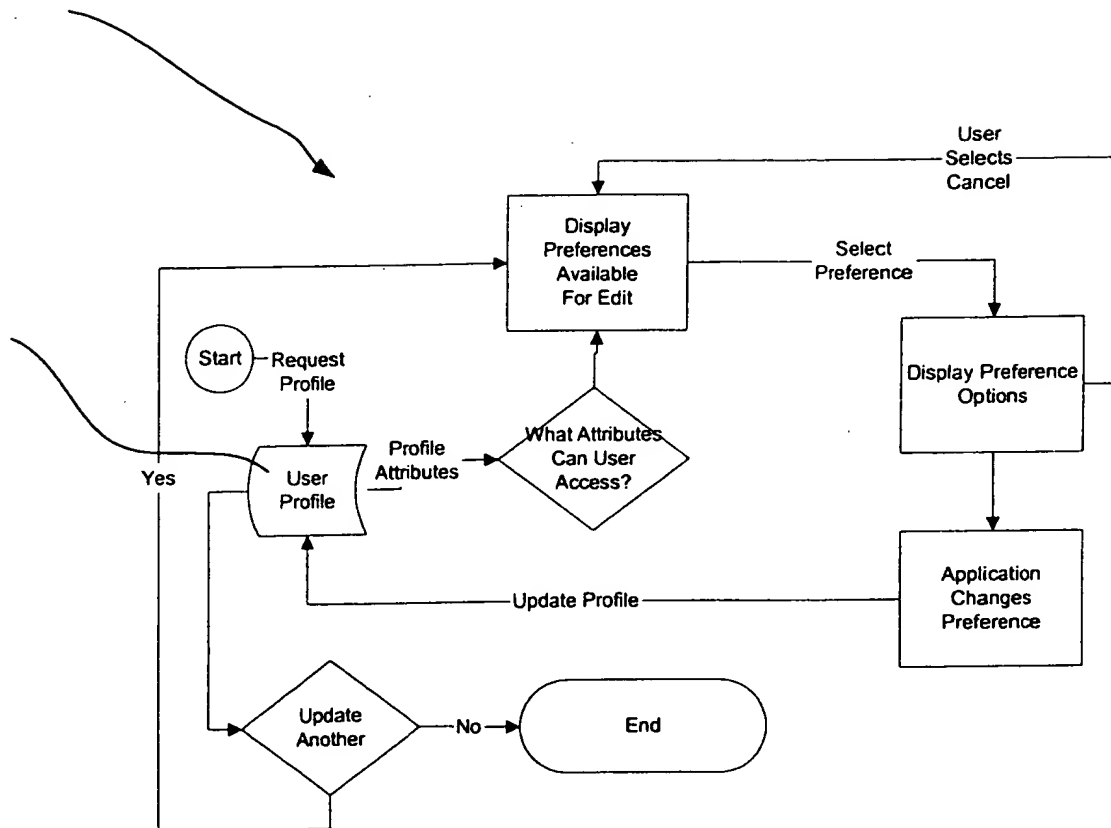 User
Selects
Cancel
Display
Preferences
Available
For Edit
Select
Preference
Start
Request
Profile
Display Preference
Options
What Attributes
Can User
Access?
Profile
Attributes
User
Profile
Yes
Application
Changes
Preference
Update Profile
Update
Another
No
End